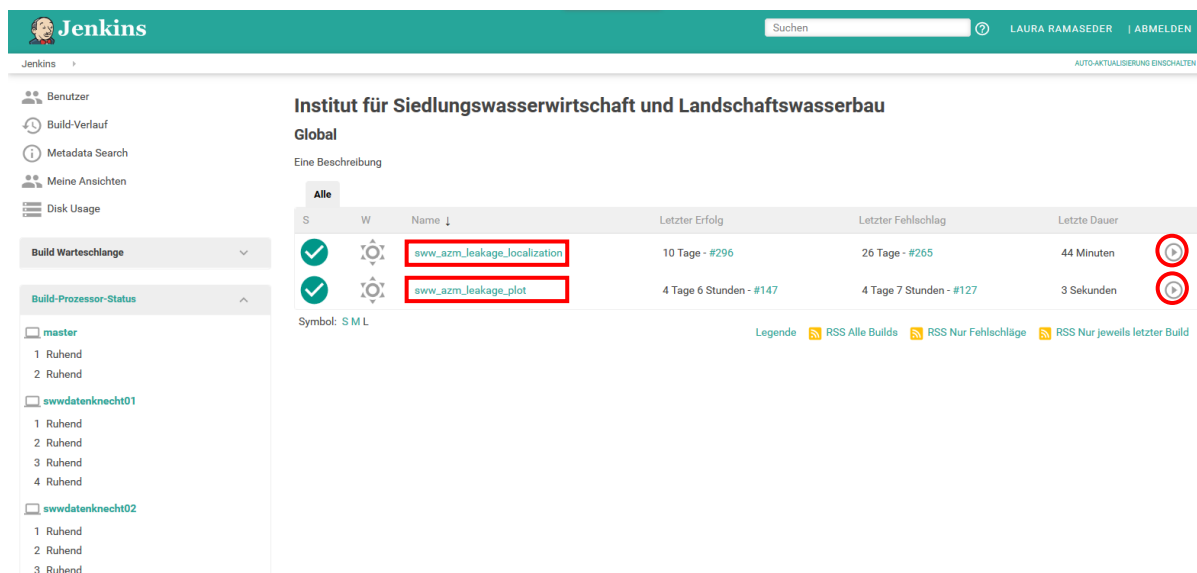 Jenkins
Suchen
LAURA RAMASEDER | ABMELDEN
Jenkins
AUTO-AKTUALISIERUNG EINSCHALTEN
Benutzer
Build-Verlauf
Metadata Search
Meine Ansichten
Disk Usage
Build Warteschlange
Build-Prozessor-Status
master
1 Ruhend
2 Ruhend
swwdatenknecht01
1 Ruhend
2 Ruhend
3 Ruhend
4 Ruhend
swwdatenknecht02
1 Ruhend
2 Ruhend
3 Ruhend
Institut für Siedlungswasserwirtschaft und Landschaftswasserbau
Global
Eine Beschreibung
Alle
S W Name ↓ Letzter Erfolg Letzter Fehlschlag Letzte Dauer
sww_azm_leakage_localization 10 Tage - #296 26 Tage - #265 44 Minuten
sww_azm_leakage_plot 4 Tage 6 Stunden - #147 4 Tage 7 Stunden - #127 3 Sekunden
Symbol: S M L
Legende RSS Alle Builds RSS Nur Fehlschläge RSS Nur jeweils letzter Build